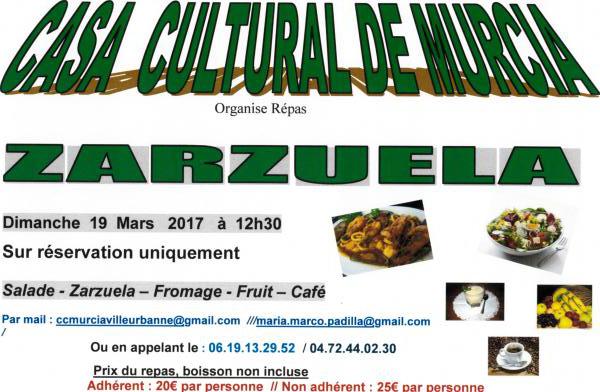 CASA CULTURAL DE MURCIA
Organise Répas
ZARZUELA
Dimanche 19 Mars 2017 à 12h30
Sur réservation uniquement
Salade - Zarzuela – Fromage - Fruit – Café
Par mail : ccmurciavilleurbanne@gmail.com ///maria.marco.padilla@gmail.com
/
Ou en appelant le : 06.19.13.29.52 / 04.72.44.02.30
Prix du repas, boisson non incluse
Adhérent : 20€ par personne // Non adhérent : 25€ par personne